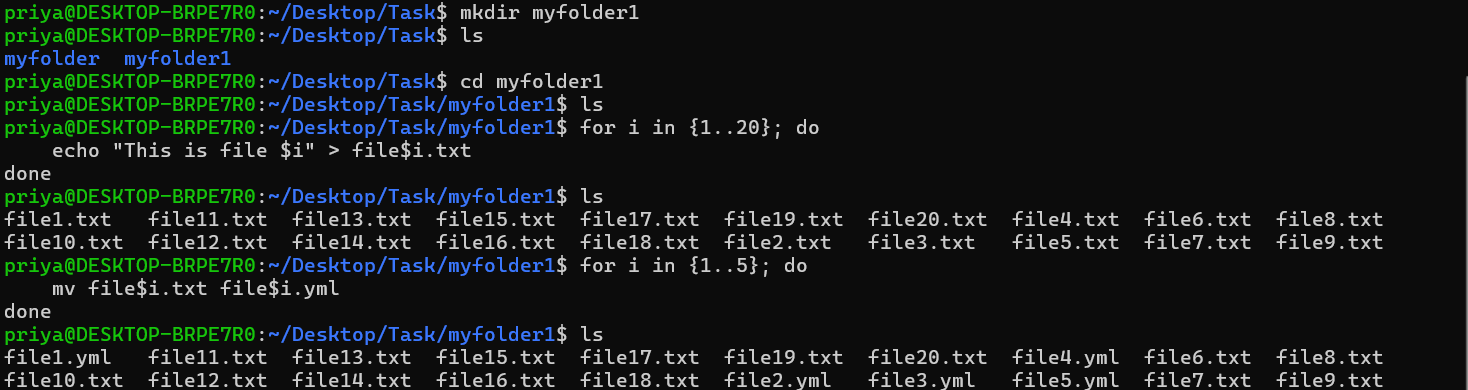 priya@DESKTOP-BRPE7R0:~/Desktop/Task$ mkdir myfolder1
priya@DESKTOP-BRPE7R0:~/Desktop/Task$ ls
myfolder  myfolder1
priya@DESKTOP-BRPE7R0:~/Desktop/Task$ cd myfolder1
priya@DESKTOP-BRPE7R0:~/Desktop/Task/myfolder1$ ls
priya@DESKTOP-BRPE7R0:~/Desktop/Task/myfolder1$ for i in {1..20}; do
    echo "This is file $i" > file$i.txt
done
priya@DESKTOP-BRPE7R0:~/Desktop/Task/myfolder1$ ls
file1.txt   file11.txt  file13.txt  file15.txt  file17.txt  file19.txt  file20.txt  file4.txt  file6.txt  file8.txt
file10.txt  file12.txt  file14.txt  file16.txt  file18.txt  file2.txt   file3.txt   file5.txt  file7.txt  file9.txt
priya@DESKTOP-BRPE7R0:~/Desktop/Task/myfolder1$ for i in {1..5}; do
    mv file$i.txt file$i.yml
done
priya@DESKTOP-BRPE7R0:~/Desktop/Task/myfolder1$ ls
file1.yml   file11.txt  file13.txt  file15.txt  file17.txt  file19.txt  file20.txt  file4.yml  file6.txt  file8.txt
file10.txt  file12.txt  file14.txt  file16.txt  file18.txt  file2.yml   file3.yml   file5.yml  file7.txt  file9.txt